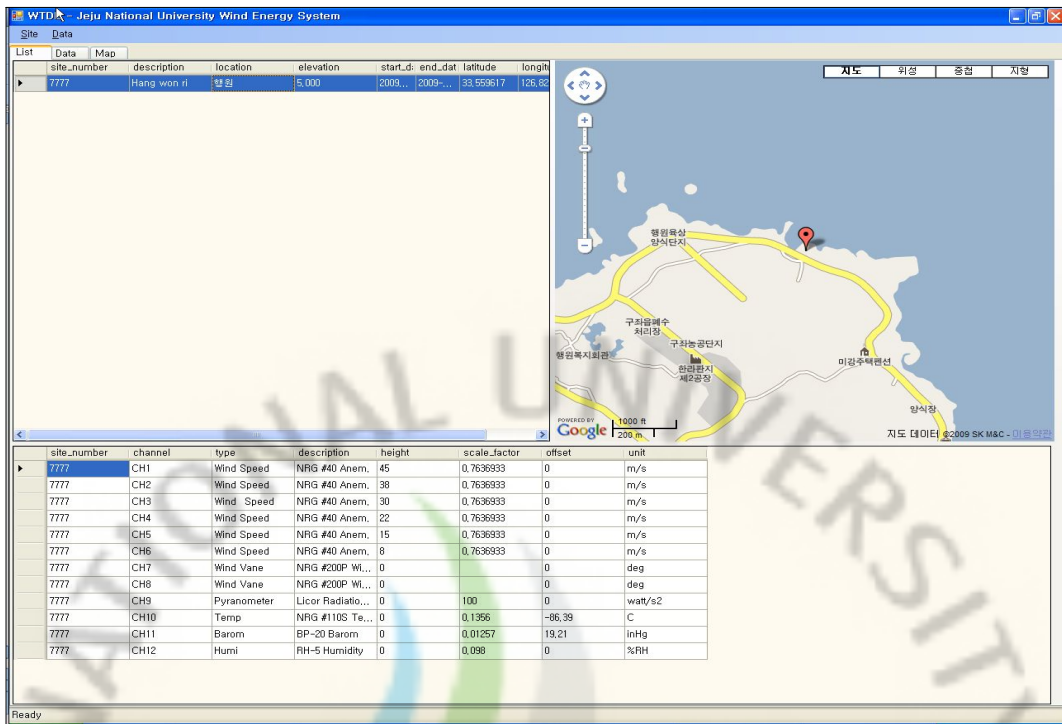 - Jeju National University Wind Energy System
Site Data
List Data Map
site_number description location elevation start_d: end_dat latitude longitu
7777 Hang won ri 행원 5,000 2009,.. 2009-,.. 33,559617 126,82
지도 위성 중첩 지형
행원육상
양식단지
구좌읍폐수
처리장
구좌농공단지
행원복지회관
한라판지
제2공장
미강주택펜션
양식장
POWERED BY
Google
1000 ft
200 m
지도 데이터 ©2009 SK M&C - 이용약관
site_number channel type description height scale_factor offset unit
7777 CH1 Wind Speed NRG #40 Anem, 45 0,7636933 0 m/s
7777 CH2 Wind Speed NRG #40 Anem, 38 0,7636933 0 m/s
7777 CH3 Wind Speed NRG #40 Anem, 30 0,7636933 0 m/s
7777 CH4 Wind Speed NRG #40 Anem, 22 0,7636933 0 m/s
7777 CH5 Wind Speed NRG #40 Anem, 15 0,7636933 0 m/s
7777 CH6 Wind Speed NRG #40 Anem, 8 0,7636933 0 m/s
7777 CH7 Wind Vane NRG #200P Wi,.. 0 0 deg
7777 CH8 Wind Vane NRG #200P Wi,.. 0 0 deg
7777 CH9 Pyranometer Licor Radiatio,.. 0 100 0 watt/s2
7777 CH10 Temp NRG #110S Te,.. 0 0,1356 -86,39 C
7777 CH11 Barom BP-20 Barom 0 0,01257 19,21 inHg
7777 CH12 Humi RH-5 Humidity 0 0,098 0 %RH
Ready
NATIONAL UNIVERSITY